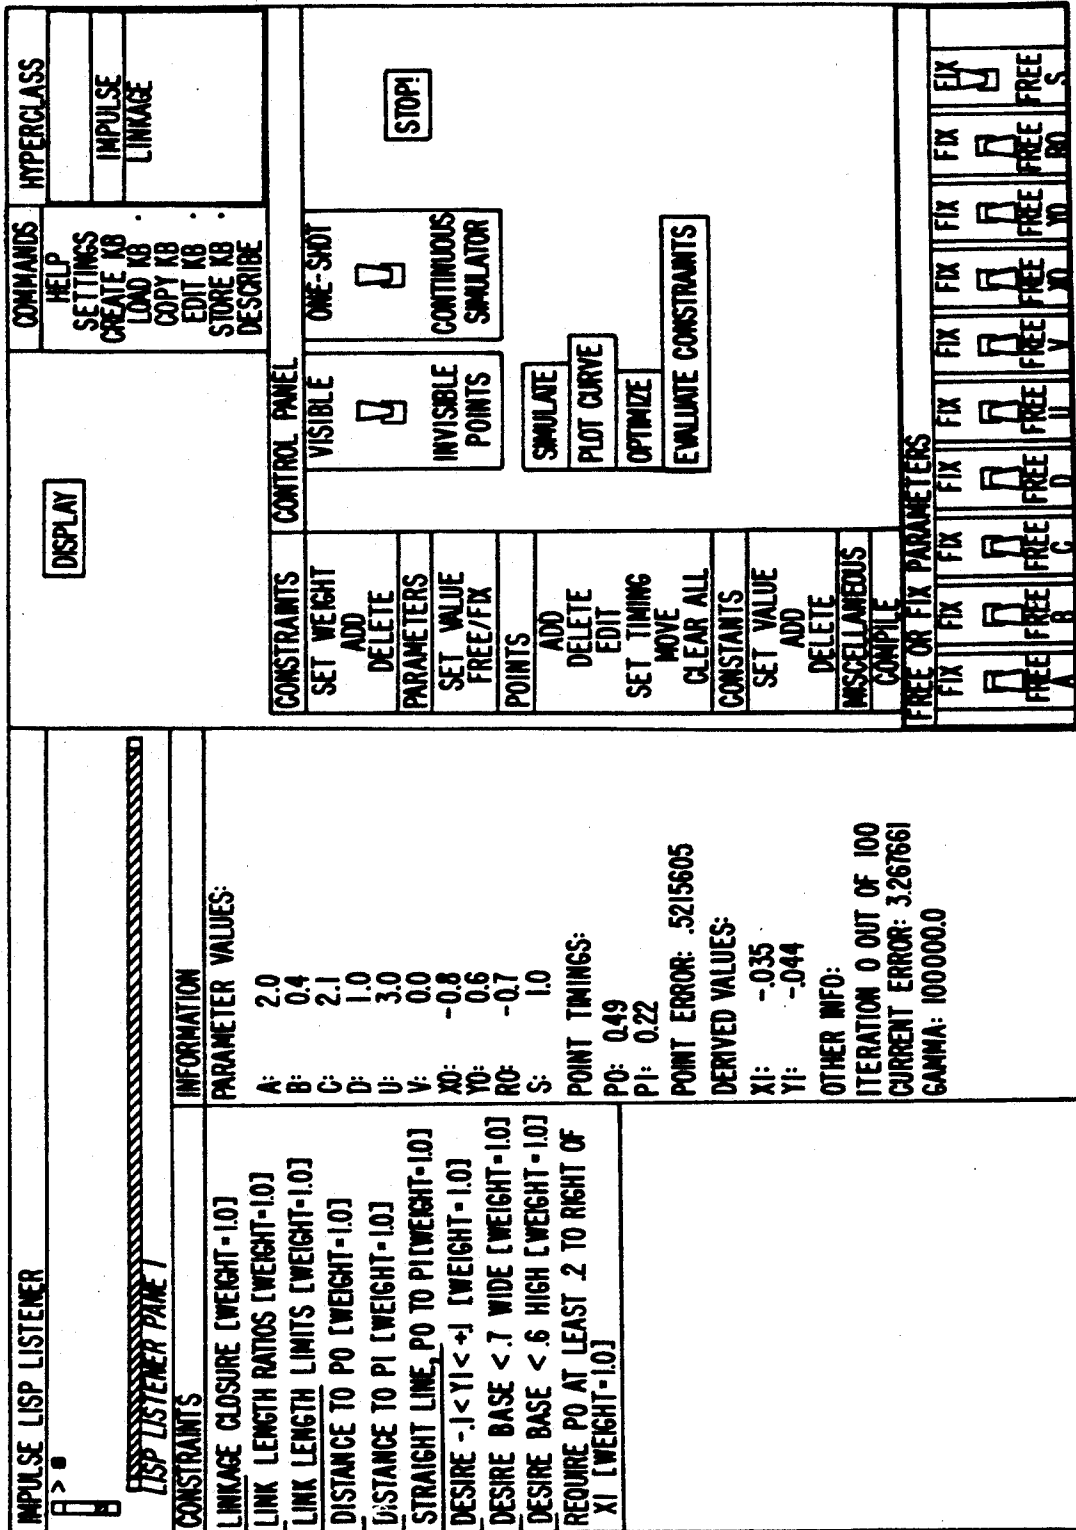 IMPULSE LISP LISTENER
>
LISP LISTENER PANE 1
CONSTRAINTS
LINKAGE CLOSURE [WEIGHT=1.0]
LINK LENGTH RATIOS [WEIGHT=1.0]
LINK LENGTH LIMITS [WEIGHT=1.0]
DISTANCE TO P0 [WEIGHT=1.0]
DISTANCE TO P1 [WEIGHT=1.0]
STRAIGHT LINE, P0 TO P1 [WEIGHT=1.0]
DESIRE -.1<Y1<+.1 [WEIGHT=1.0]
DESIRE BASE <.7 WIDE [WEIGHT=1.0]
DESIRE BASE <.6 HIGH [WEIGHT=1.0]
REQUIRE P0 AT LEAST .2 TO RIGHT OF
X1 [WEIGHT=1.0]
INFORMATION
PARAMETER VALUES:
A: 2.0
B: 0.4
C: 2.1
D: 1.0
U: 3.0
V: 0.0
X0: -0.8
Y0: 0.6
R0: -0.7
S: 1.0
POINT TIMINGS:
P0: 0.49
P1: 0.22
POINT ERROR: .5215605
DERIVED VALUES:
X1: -.035
Y1: -.044
OTHER INFO:
ITERATION 0 OUT OF 100
CURRENT ERROR: 3.267661
GAMMA: 100000.0
DISPLAY
COMMANDS
HELP
SETTINGS
CREATE KB
LOAD KB
COPY KB
EDIT KB
STORE KB
DESCRIBE
HYPERCLASS
IMPULSE
LINKAGE
CONTROL PANEL
CONSTRAINTS
SET WEIGHT
ADD
DELETE
PARAMETERS
SET VALUE
FREE/FIX
POINTS
ADD
DELETE
EDIT
SET TIMING
MOVE
CLEAR ALL
CONSTANTS
SET VALUE
ADD
DELETE
MISCELLANEOUS
COMPILE
VISIBLE
INVISIBLE
POINTS
ONE-SHOT
CONTINUOUS
SIMULATOR
STOP!
SIMULATE
PLOT CURVE
OPTIMIZE
EVALUATE CONSTRAINTS
FREE OR FIX PARAMETERS
FIX FIX FIX FIX FIX FIX FIX FIX FIX FIX
FREE FREE FREE FREE FREE FREE FREE FREE FREE FREE
A B C D U V X0 Y0 R0 S